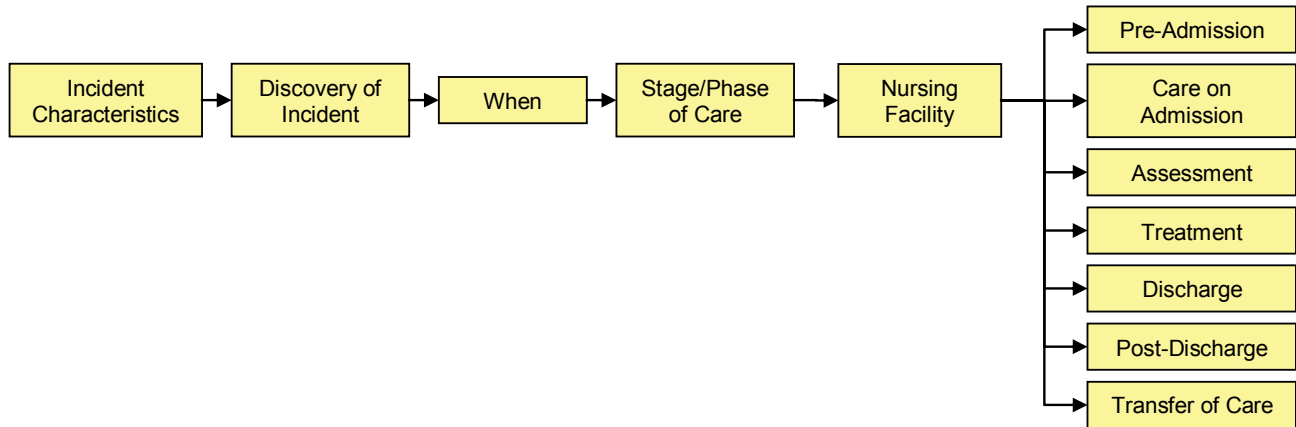 Incident
Characteristics
Discovery of
Incident
When
Stage/Phase
of Care
Nursing
Facility
Pre-Admission
Care on
Admission
Assessment
Treatment
Discharge
Post-Discharge
Transfer of Care